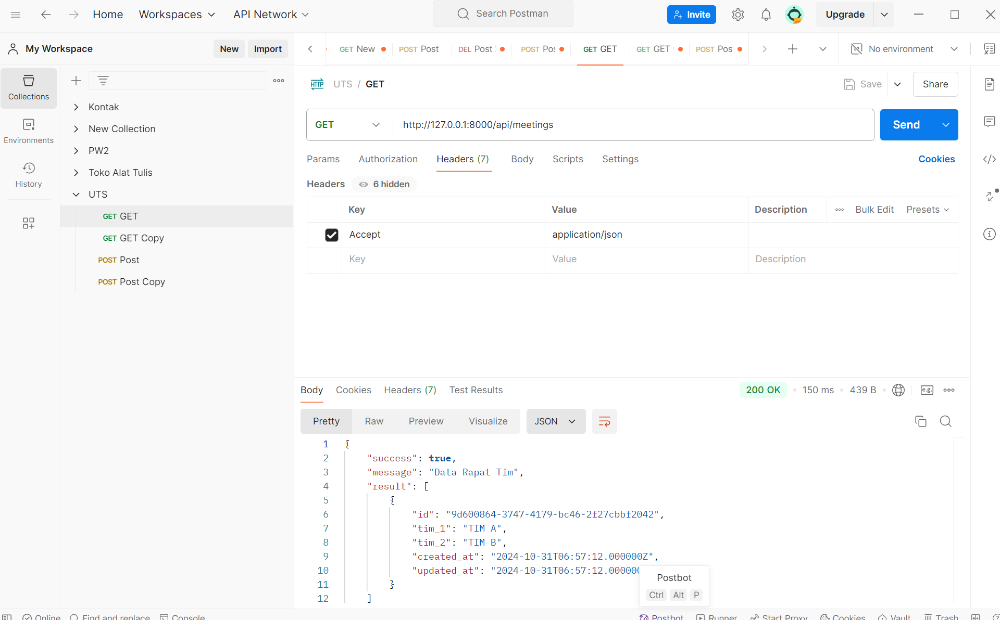 Home Workspaces API Network Search Postman Invite Upgrade
My Workspace New Import GET New POST Post DEL Post POST Pos GET GET GET GET POST Pos No environment
Collections
Environments
History
Kontak
New Collection
PW2
Toko Alat Tulis
UTS
GET GET
GET GET Copy
POST Post
POST Post Copy
HTTP UTS / GET Save Share
GET http://127.0.0.1:8000/api/meetings Send
Params Authorization Headers (7) Body Scripts Settings Cookies
Headers 6 hidden
Key Value Description Bulk Edit Presets
Accept application/json
Key Value Description
Body Cookies Headers (7) Test Results 200 OK 150 ms 439 B e.g.
Pretty Raw Preview Visualize JSON
1 {
2 "success": true,
3 "message": "Data Rapat Tim",
4 "result": [
5 {
6 "id": "9d600864-3747-4179-bc46-2f27cbbf2042",
7 "tim_1": "TIM A",
8 "tim_2": "TIM B",
9 "created_at": "2024-10-31T06:57:12.000000Z",
10 "updated_at": "2024-10-31T06:57:12.000000
11 }
12 ]
Postbot
Ctrl Alt P
Online Find and replace Console Postbot Runner Start Proxy Cookies Vault Trash